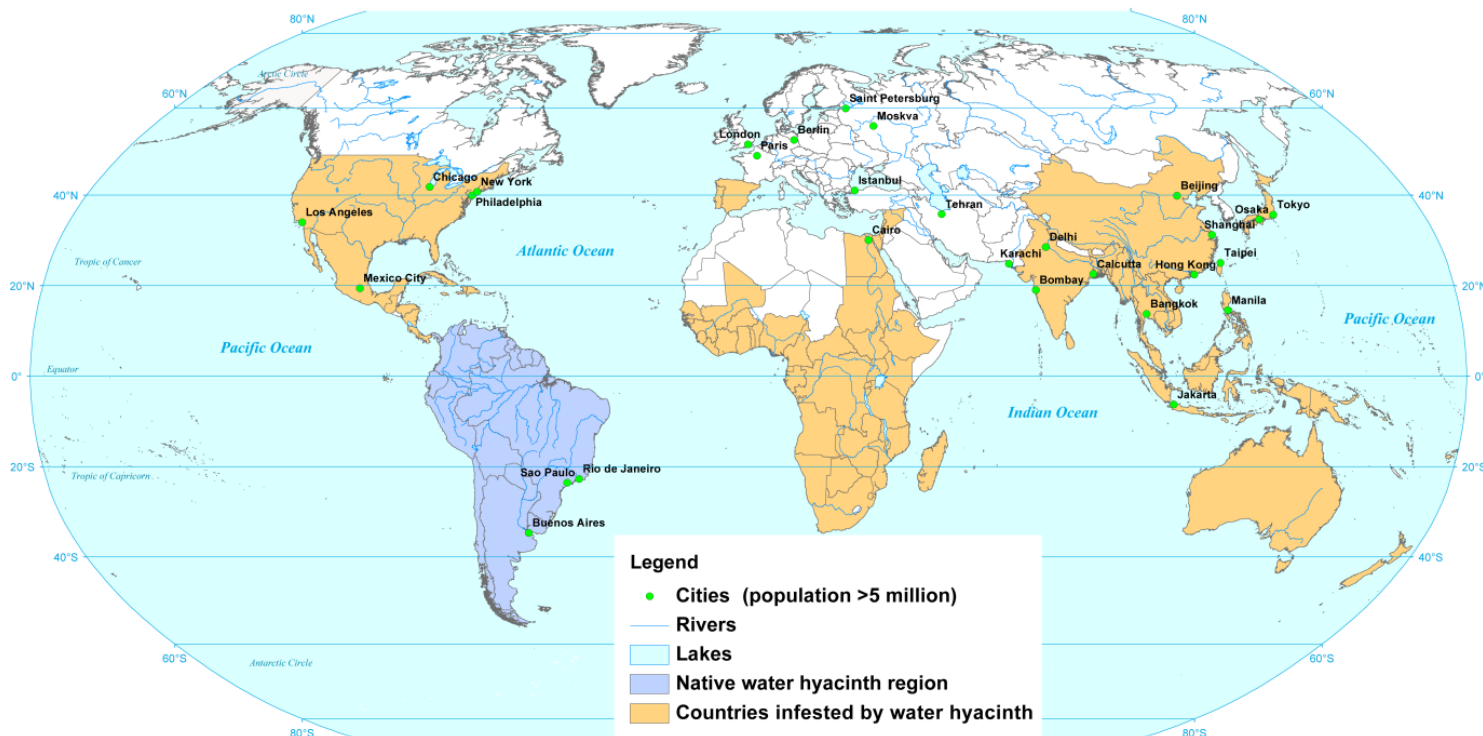 80°N
80°N
Arctic Circle
60°N
60°N
Saint Petersburg
Moskva
London
Berlin
Paris
Chicago
New York
Istanbul
Beijing
40°N
40°N
Philadelphia
Tehran
Osaka
Tokyo
Los Angeles
Shanghai
Cairo
Delhi
Atlantic Ocean
Karachi
Taipei
Tropic of Cancer
Calcutta
Hong Kong
Mexico City
Bombay
20°N
20°N
Bangkok
Manila
Pacific Ocean
Pacific Ocean
Equator
0°
0°
Jakarta
Indian Ocean
20°S
20°S
Sao Paulo
Rio de Janeiro
Tropic of Capricorn
Buenos Aires
40°S
40°S
Legend
Cities (population >5 million)
Rivers
Lakes
Native water hyacinth region
Countries infested by water hyacinth
60°S
60°S
Antarctic Circle
80°S
80°S